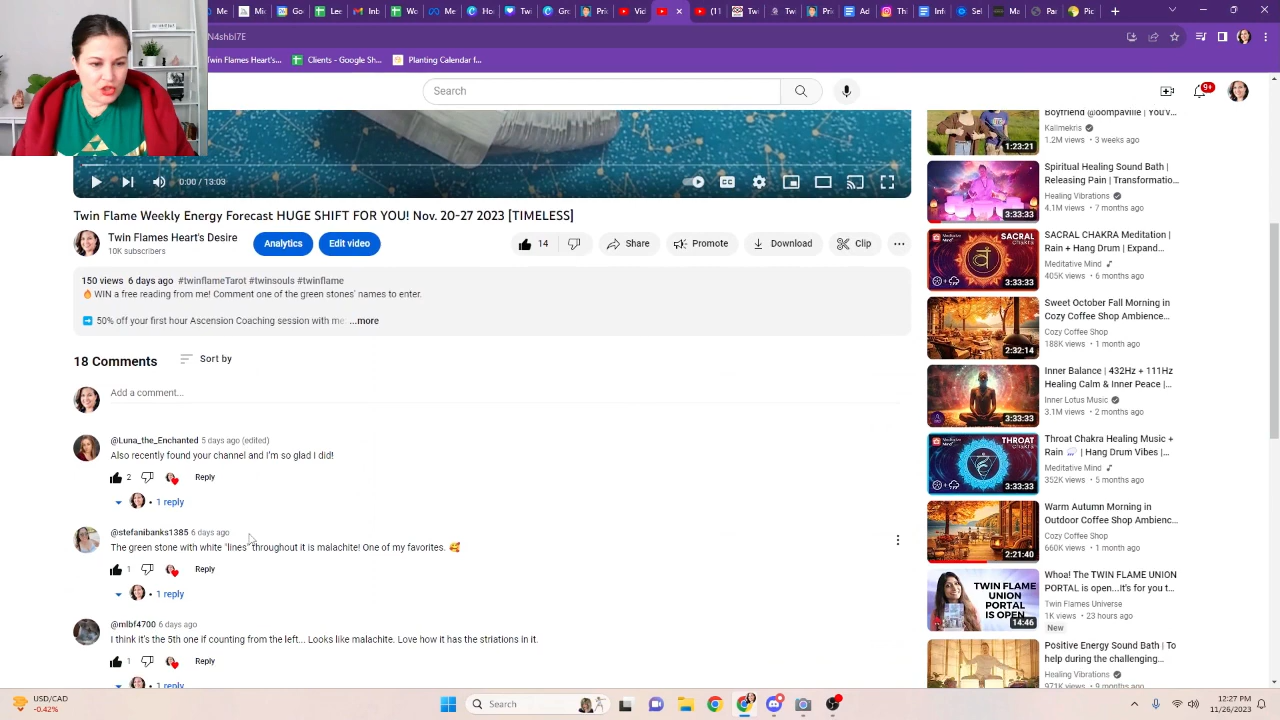 N4shbI7E
Twin Flames Heart's...
Clients - Google Sh...
Planting Calendar f...
Search
9+
0:00 / 13:03
Twin Flame Weekly Energy Forecast HUGE SHIFT FOR YOU! Nov. 20-27 2023 [TIMELESS]
Twin Flames Heart's Desire
10K subscribers
Analytics
Edit video
14
Share
Promote
Download
Clip
150 views 6 days ago #twinflameTarot #twinsouls #twinflame
🔥 WIN a free reading from me! Comment one of the green stones' names to enter.
➡️ 50% off your first hour Ascension Coaching session with me ...more
18 Comments
Sort by
Add a comment...
@Luna_the_Enchanted 5 days ago (edited)
Also recently found your channel and I'm so glad I did!
2
Reply
1 reply
@stefanibanks1385 6 days ago
The green stone with white "lines" throughout it is malachite! One of my favorites. 🥰
1
Reply
1 reply
@mlbf4700 6 days ago
I think it's the 5th one if counting from the left. Looks like malachite. Love how it has the striations in it.
1
Reply
1 reply
Boyfriend @oompaville | You'v...
Kallmekris
1.2M views • 3 weeks ago
1:23:21
Spiritual Healing Sound Bath |
Releasing Pain | Transformatio...
Healing Vibrations
4.1M views • 7 months ago
3:33:33
SACRAL CHAKRA Meditation |
Rain + Hang Drum | Expand...
Meditative Mind
405K views • 6 months ago
SACRAL
CHAKRA
3:33:33
Sweet October Fall Morning in
Cozy Coffee Shop Ambience...
Cozy Coffee Shop
188K views • 1 month ago
2:32:14
Inner Balance | 432Hz + 111Hz
Healing Calm & Inner Peace |...
Inner Lotus Music
3.1M views • 2 months ago
3:33:33
Throat Chakra Healing Music +
Rain 🌧️ | Hang Drum Vibes |...
Meditative Mind
352K views • 5 months ago
THROAT
CHAKRA
3:33:33
Warm Autumn Morning in
Outdoor Coffee Shop Ambienc...
Cozy Coffee Shop
660K views • 1 month ago
2:21:40
Whoa! The TWIN FLAME UNION
PORTAL is open...It's for you t...
Twin Flames Universe
1K views • 23 hours ago
New
TWIN FLAME
UNION
PORTAL
IS OPEN
14:46
Positive Energy Sound Bath | To
help during the challenging...
Healing Vibrations
971K views • 9 months ago
USD/CAD
-0.42%
Search
12:27 PM
11/26/2023